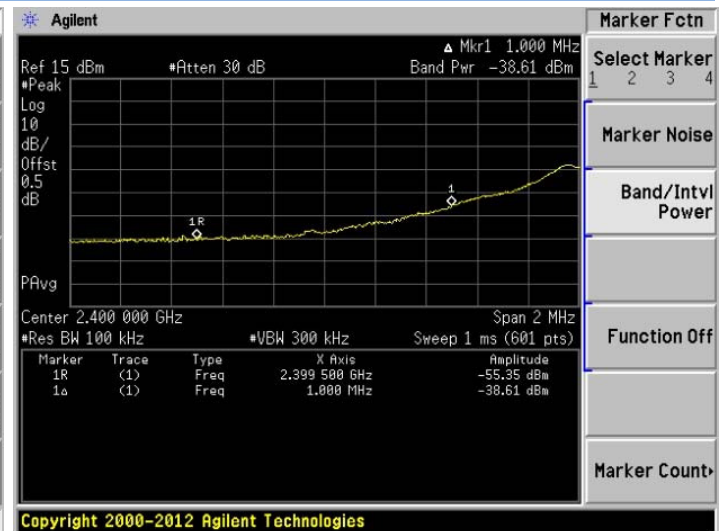 Agilent
Marker Fctn
Δ Mkr1 1.000 MHz
Ref 15 dBm #Atten 30 dB Band Pwr -38.61 dBm
#Peak
Log
10
dB/
Offst
0.5
dB
PAvg
1R
1
Center 2.400 000 GHz Span 2 MHz
#Res BW 100 kHz #VBW 300 kHz Sweep 1 ms (601 pts)
Marker Trace Type X Axis Amplitude
1R (1) Freq 2.399 500 GHz -55.35 dBm
1Δ (1) Freq 1.000 MHz -38.61 dBm
Select Marker
1 2 3 4
Marker Noise
Band/Intvl
Power
Function Off
Marker Count▸
Copyright 2000-2012 Agilent Technologies